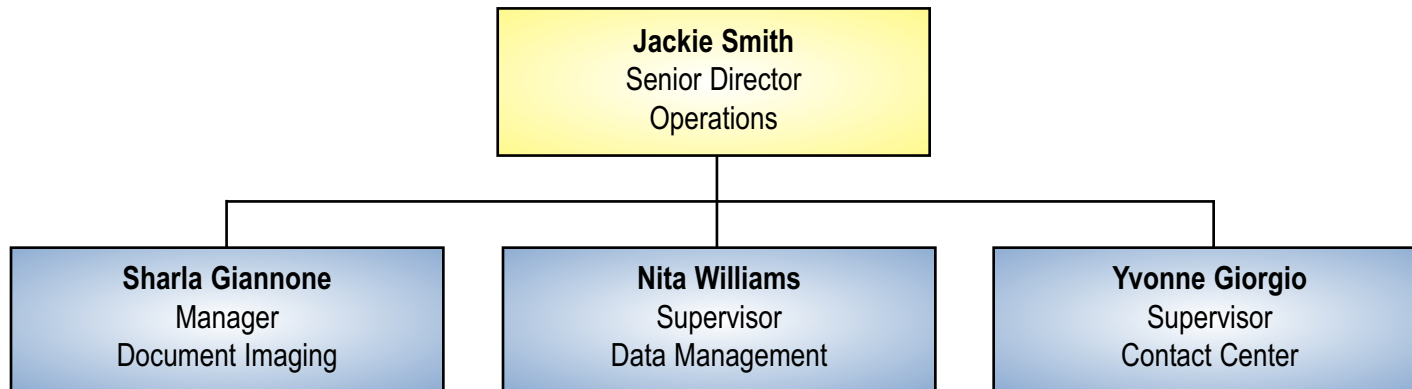 Jackie Smith
Senior Director
Operations
Sharla Giannone
Manager
Document Imaging
Nita Williams
Supervisor
Data Management
Yvonne Giorgio
Supervisor
Contact Center